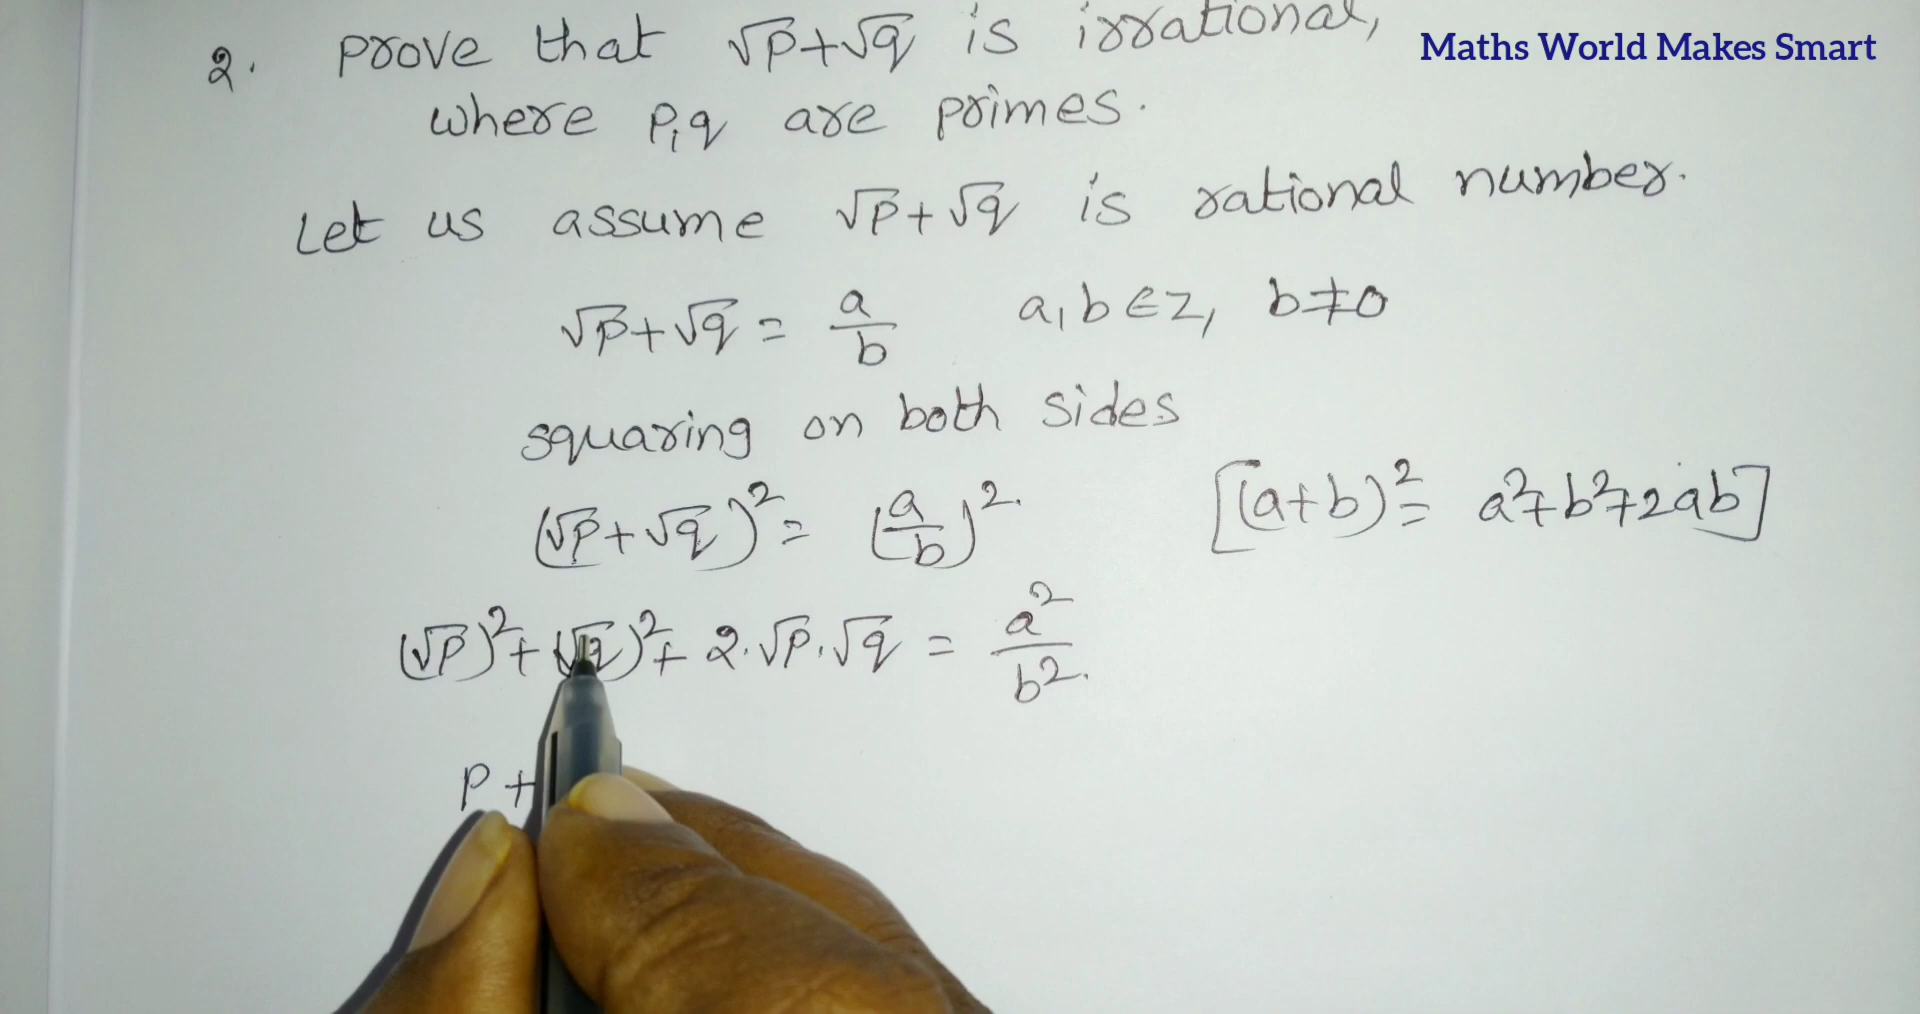 Maths World Makes Smart
2. prove that √p+√q is irrational,
where p,q are primes.
Let us assume √p+√q is rational number.
√p+√q = a/b a,b ∈ Z, b≠0
squaring on both sides
(√p+√q)² = (a/b)². [(a+b)² = a²+b²+2ab]
(√p)²+(√q)²+2.√p.√q = a²/b².
p+